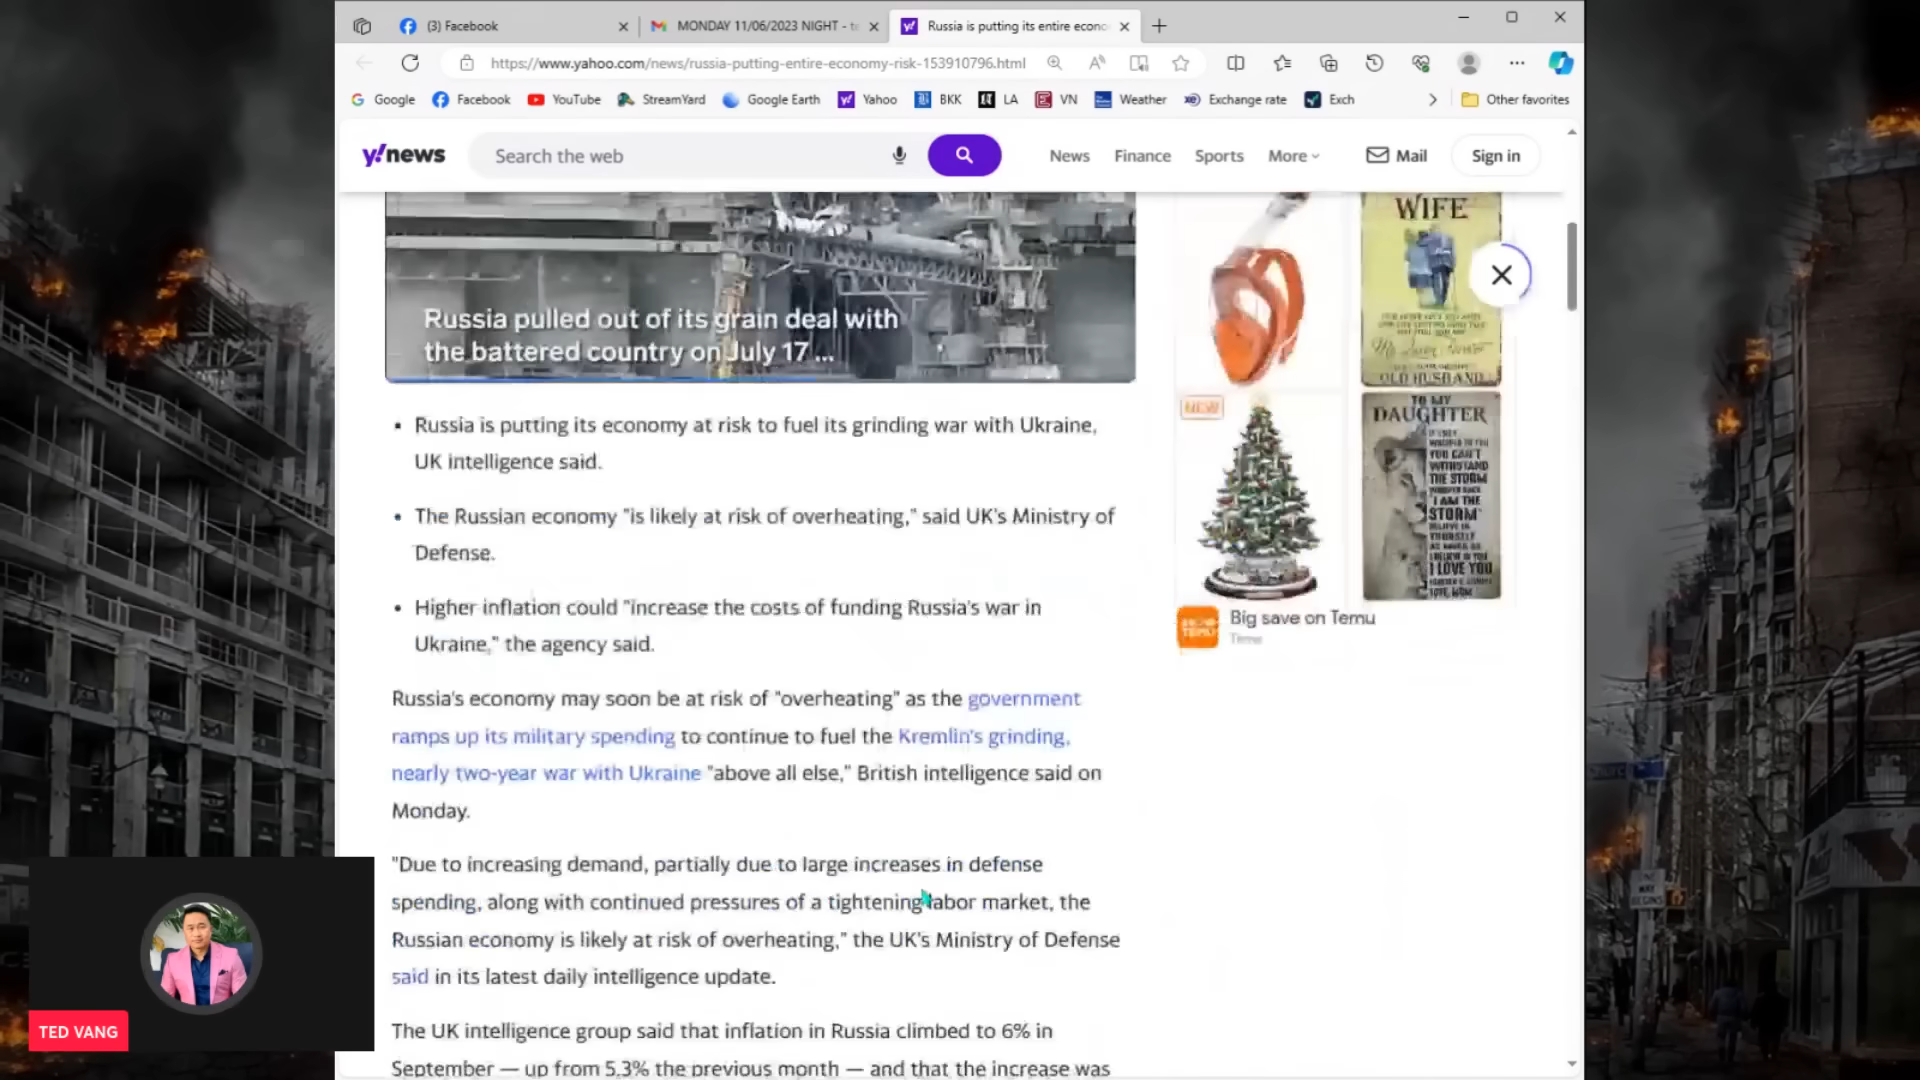 (3) Facebook
MONDAY 11/06/2023 NIGHT - te
Russia is putting its entire econo
https://www.yahoo.com/news/russia-putting-entire-economy-risk-153910796.html
Google
Facebook
YouTube
StreamYard
Google Earth
Yahoo
BKK
LA
VN
Weather
Exchange rate
Exch
Other favorites
y!news
Search the web
News
Finance
Sports
More
Mail
Sign in
Russia pulled out of its grain deal with
the battered country on July 17 ...
• Russia is putting its economy at risk to fuel its grinding war with Ukraine,
UK intelligence said.
• The Russian economy "is likely at risk of overheating," said UK's Ministry of
Defense.
• Higher inflation could "increase the costs of funding Russia's war in
Ukraine," the agency said.
Russia's economy may soon be at risk of "overheating" as the government
ramps up its military spending to continue to fuel the Kremlin's grinding,
nearly two-year war with Ukraine "above all else," British intelligence said on
Monday.
"Due to increasing demand, partially due to large increases in defense
spending, along with continued pressures of a tightening labor market, the
Russian economy is likely at risk of overheating," the UK's Ministry of Defense
said in its latest daily intelligence update.
The UK intelligence group said that inflation in Russia climbed to 6% in
September — up from 5.3% the previous month — and that the increase was
WIFE
OLD HUSBAND
NEW
TO MY
DAUGHTER
YOU CAN'T
WITHSTAND
THE STORM
"I AM THE
STORM"
I LOVE YOU
Big save on Temu
Temu
TED VANG
ONE
WAY